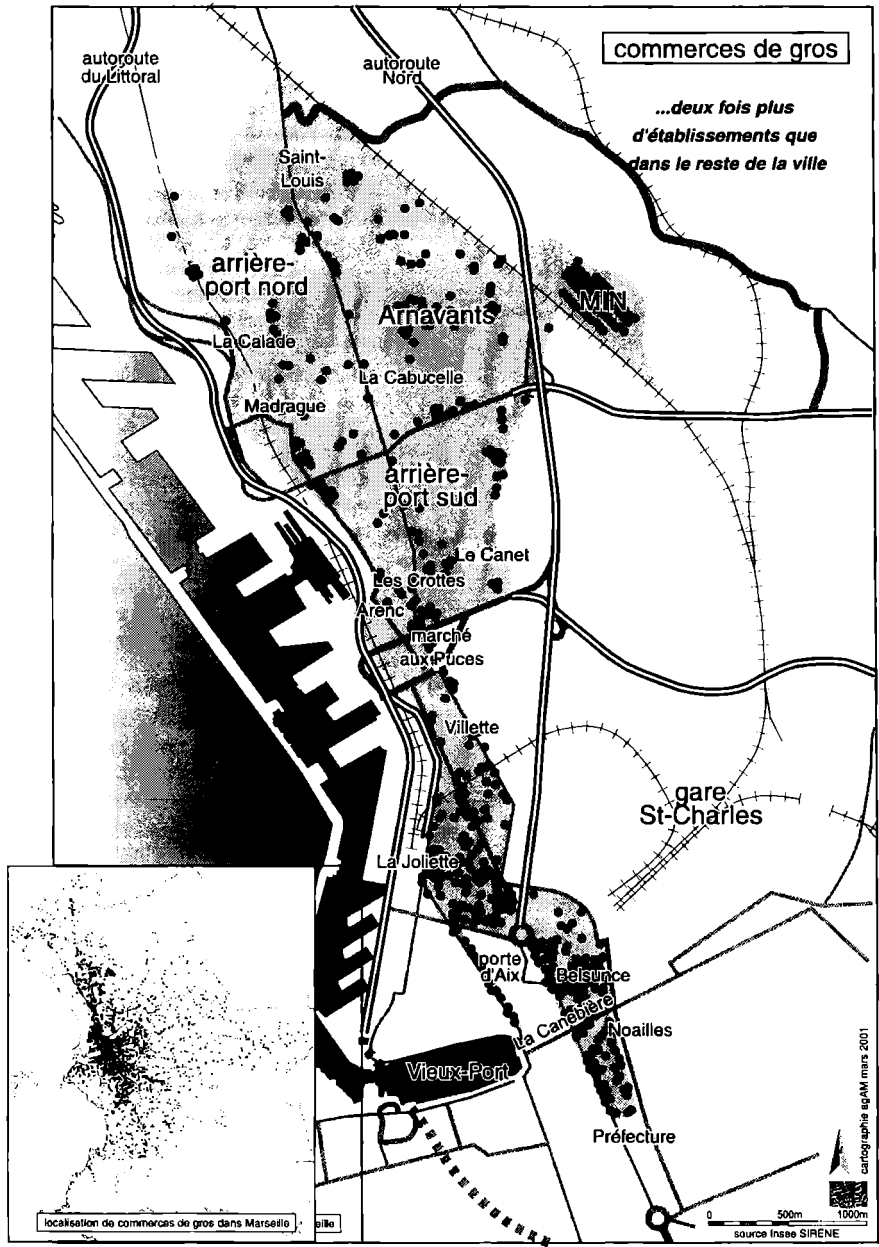 commerces de gros
...deux fois plus
d'établissements que
dans le reste de la ville
autoroute
du Littoral
autoroute
Nord
Saint-
Louis
arrière-
port nord
MIN
Arnavants
La Calade
La Cabucelle
Madrague
arrière-
port sud
Le Canet
Les Crottes
Arenc
marché
aux Puces
Villette
gare
St-Charles
La Joliette
porte
d'Aix
Belsunce
La Canebière
Noailles
Vieux-Port
Préfecture
cartographie agAM mars 2001
0 500m 1000m
source Insee SIRENE
localisation de commerces de gros dans Marseille
eille